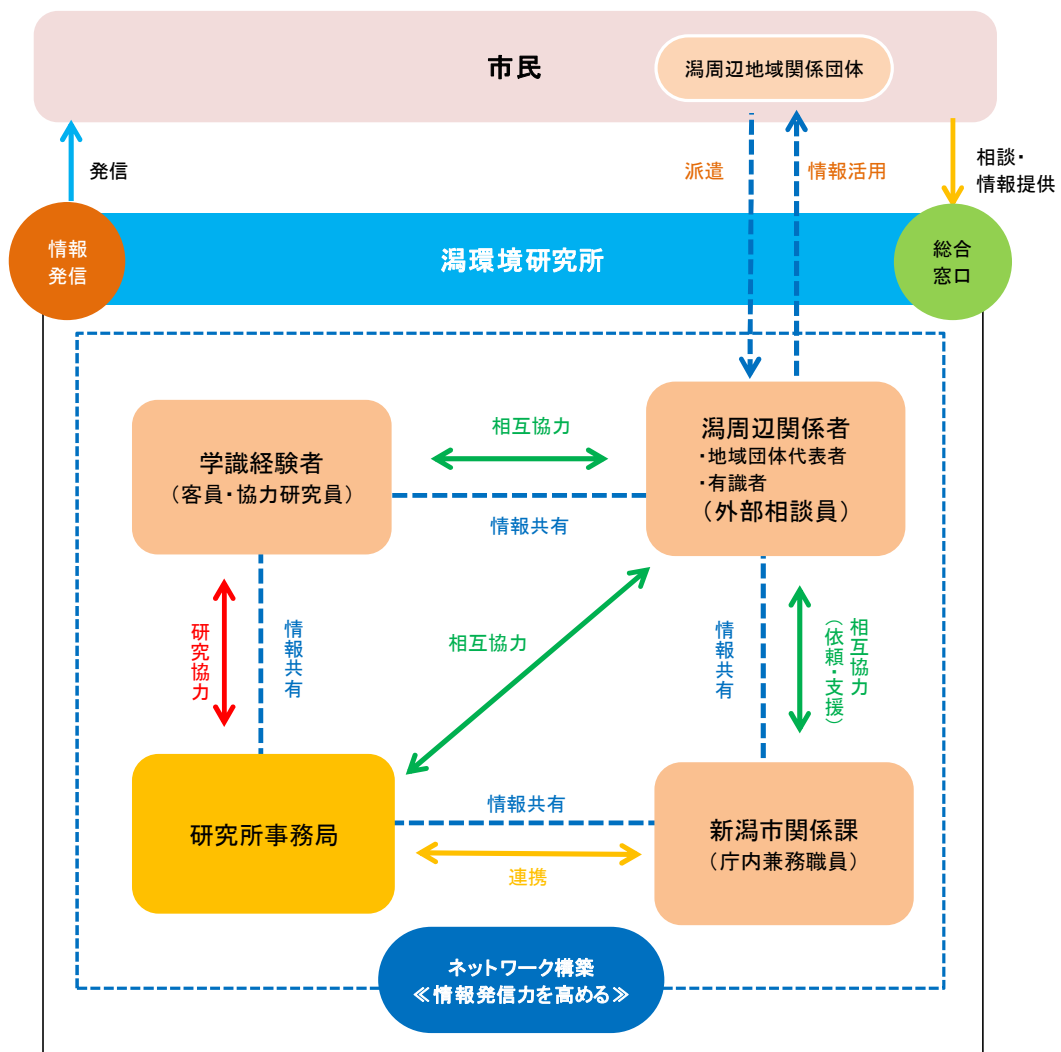 市民
潟周辺地域関係団体
発信
派遣
情報活用
相談・
情報提供
情報
発信
潟環境研究所
総合
窓口
学識経験者
（客員・協力研究員）
相互協力
情報共有
潟周辺関係者
・地域団体代表者
・有識者
（外部相談員）
研究協力
情報共有
相互協力
情報共有
相互協力
（依頼・支援）
研究所事務局
情報共有
連携
新潟市関係課
（庁内兼務職員）
ネットワーク構築
≪情報発信力を高める≫